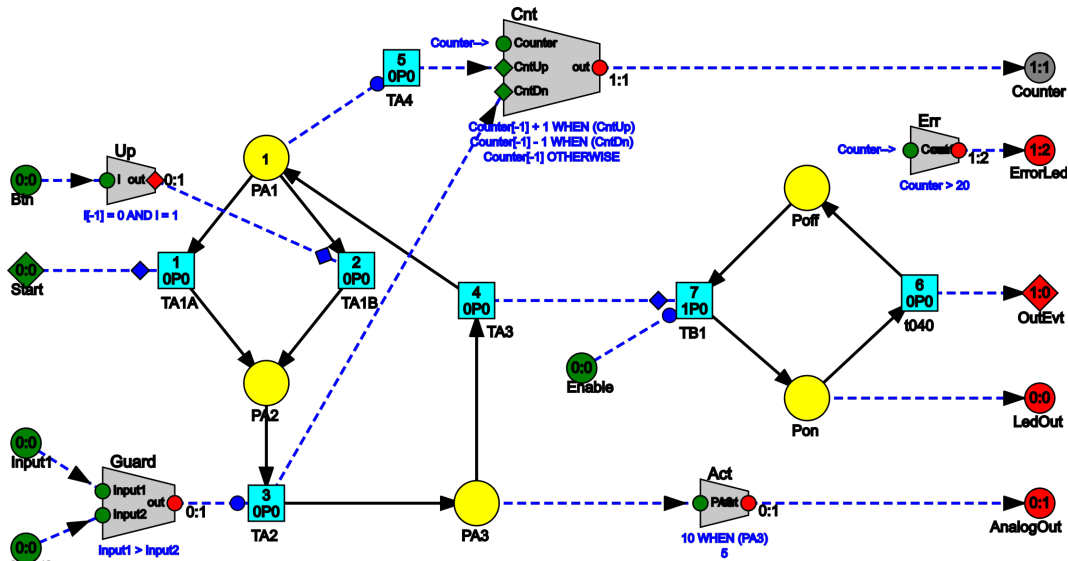 Cnt
Counter-->
Counter
CntUp
CntDn
out
1:1
5
0P0
TA4
1:1
Counter
Counter[-1] + 1 WHEN (CntUp)
Counter[-1] - 1 WHEN (CntDn)
Counter[-1] OTHERWISE
Err
Counter-->
1:2
1:2
ErrorLed
Counter > 20
1
PA1
Up
0:0
Btn
I
out
0:1
I[-1] = 0 AND I = 1
Poff
0:0
Start
1
0P0
TA1A
2
0P0
TA1B
4
0P0
TA3
7
1P0
TB1
6
0P0
t040
1:0
OutEvt
0:0
Enable
PA2
Pon
0:0
LedOut
0:0
Input1
Guard
Input1
Input2
out
0:1
Input1 > Input2
3
0P0
TA2
PA3
Act
0:1
10 WHEN (PA3)
5
0:1
AnalogOut
0:0